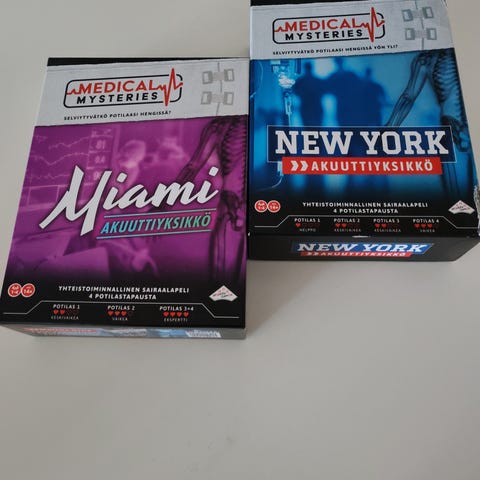 MEDICAL
MYSTERIES
SELVIYTYVÄTKÖ POTILAASI HENGISSÄ?
Miami
AKUUTTIYKSIKKÖ
YHTEISTOIMINNALLINEN SAIRAALAPELI
4 POTILASTAPAUSTA
POTILAS 1
KESKIVAIKEA
POTILAS 2
VAIKEA
POTILAS 3+4
EKSPERTTI
MEDICAL
MYSTERIES
SELVIYTYVÄTKÖ POTILAASI HENGISSÄ YÖN YLI?
NEW YORK
AKUUTTIYKSIKKÖ
YHTEISTOIMINNALLINEN SAIRAALAPELI
4 POTILASTAPAUSTA
POTILAS 1
HELPPO
POTILAS 2
KESKIVAIKEA
POTILAS 3
KESKIVAIKEA
POTILAS 4
VAIKEA
NEW YORK
AKUUTTIYKSIKKÖ